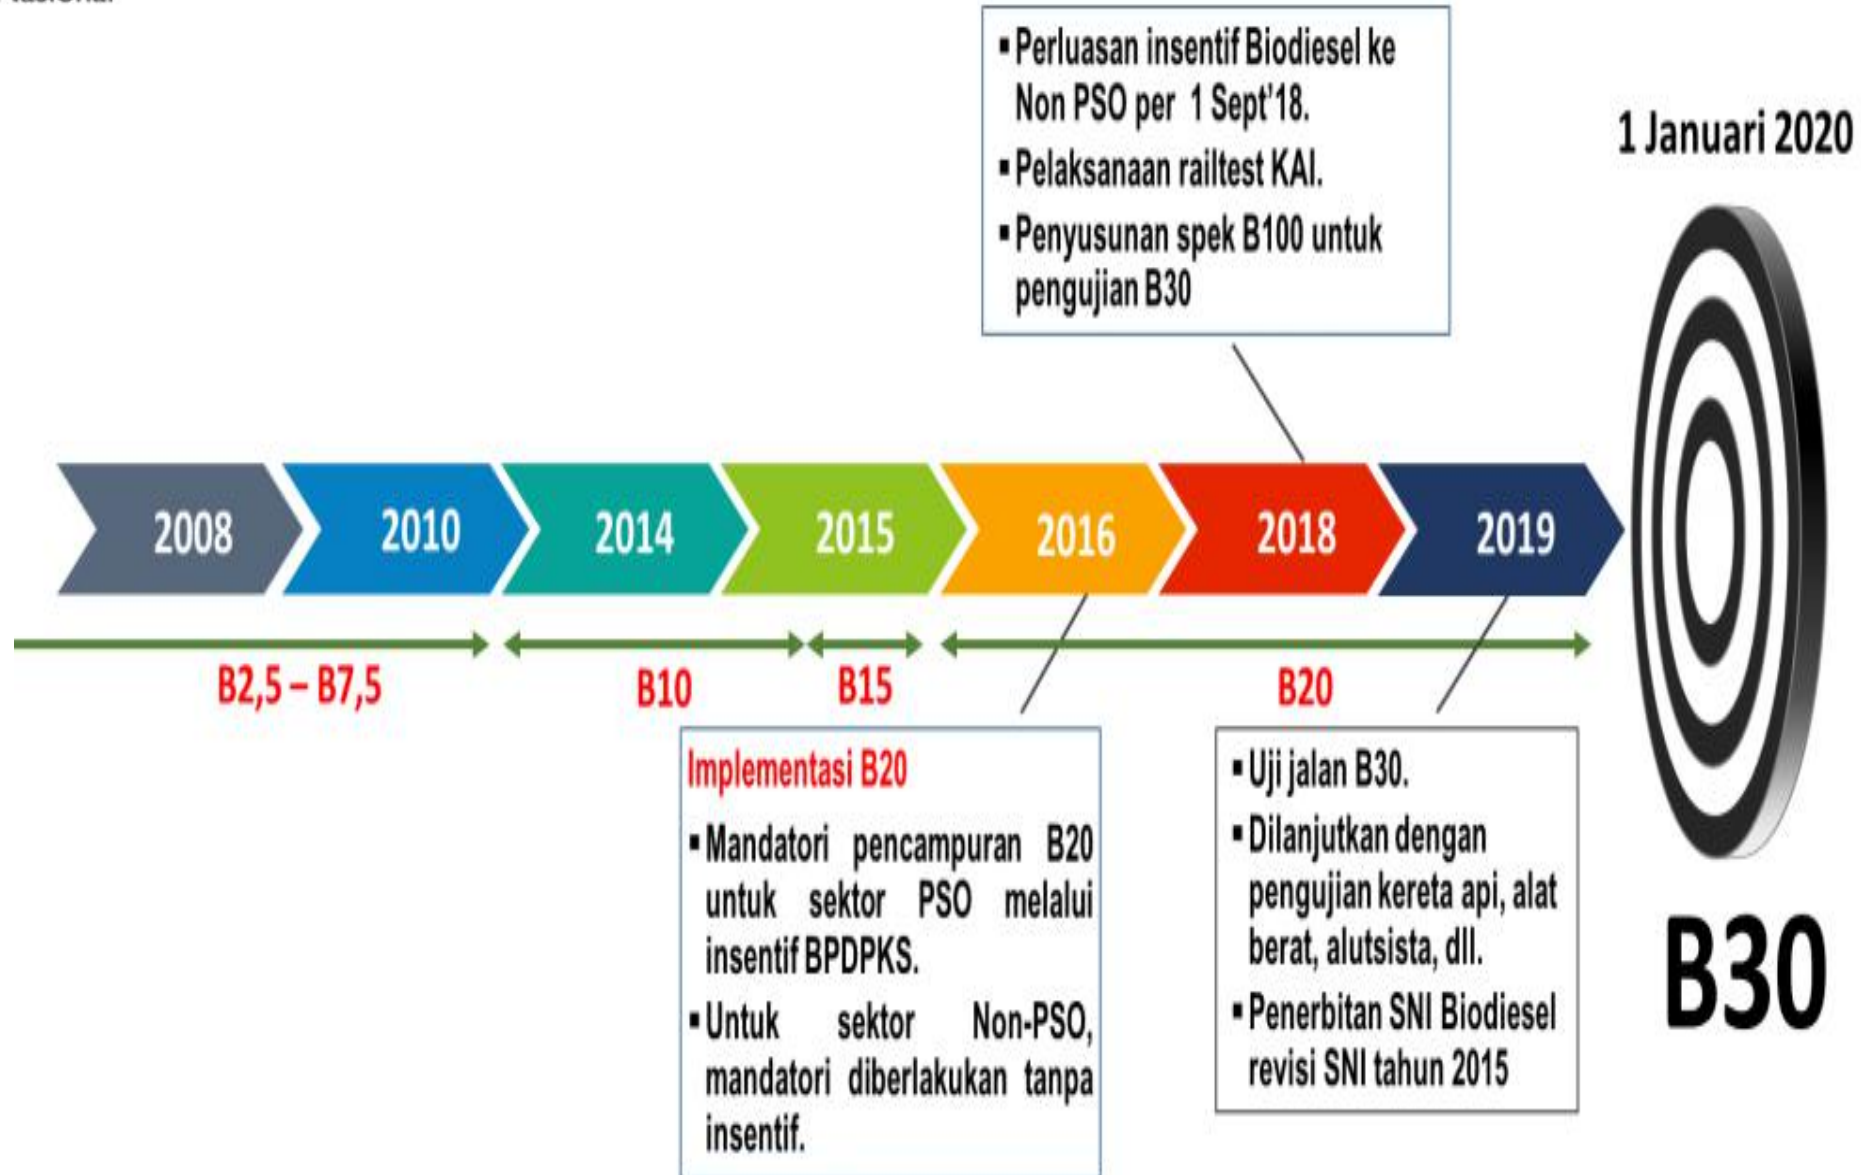 ▪ Perluasan insentif Biodiesel ke
Non PSO per 1 Sept'18.
▪ Pelaksanaan railtest KAI.
▪ Penyusunan spek B100 untuk
pengujian B30
1 Januari 2020
2008
2010
2014
2015
2016
2018
2019
B2,5 – B7,5
B10
B15
B20
Implementasi B20
▪ Mandatori pencampuran B20
untuk sektor PSO melalui
insentif BPDPKS.
▪ Untuk sektor Non-PSO,
mandatori diberlakukan tanpa
insentif.
▪ Uji jalan B30.
▪ Dilanjutkan dengan
pengujian kereta api, alat
berat, alutsista, dll.
▪ Penerbitan SNI Biodiesel
revisi SNI tahun 2015
B30